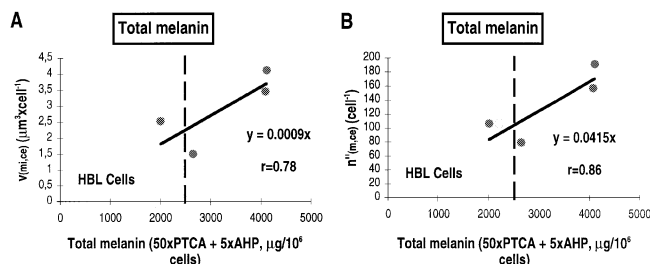 A
Total melanin
v(mi,ce) (µm³xcell⁻¹)
4,5
4
3,5
3
2,5
2
1,5
1
0,5
0
y = 0.0009x
r=0.78
HBL Cells
0 1000 2000 3000 4000 5000
Total melanin (50xPTCA + 5xAHP, µg/10⁶
cells)
B
Total melanin
n"(m,ce) (cell⁻¹)
200
180
160
140
120
100
80
60
40
20
0
y = 0.0415x
r=0.86
HBL Cells
0 1000 2000 3000 4000 5000
Total melanin (50xPTCA + 5xAHP, µg/10⁶
cells)